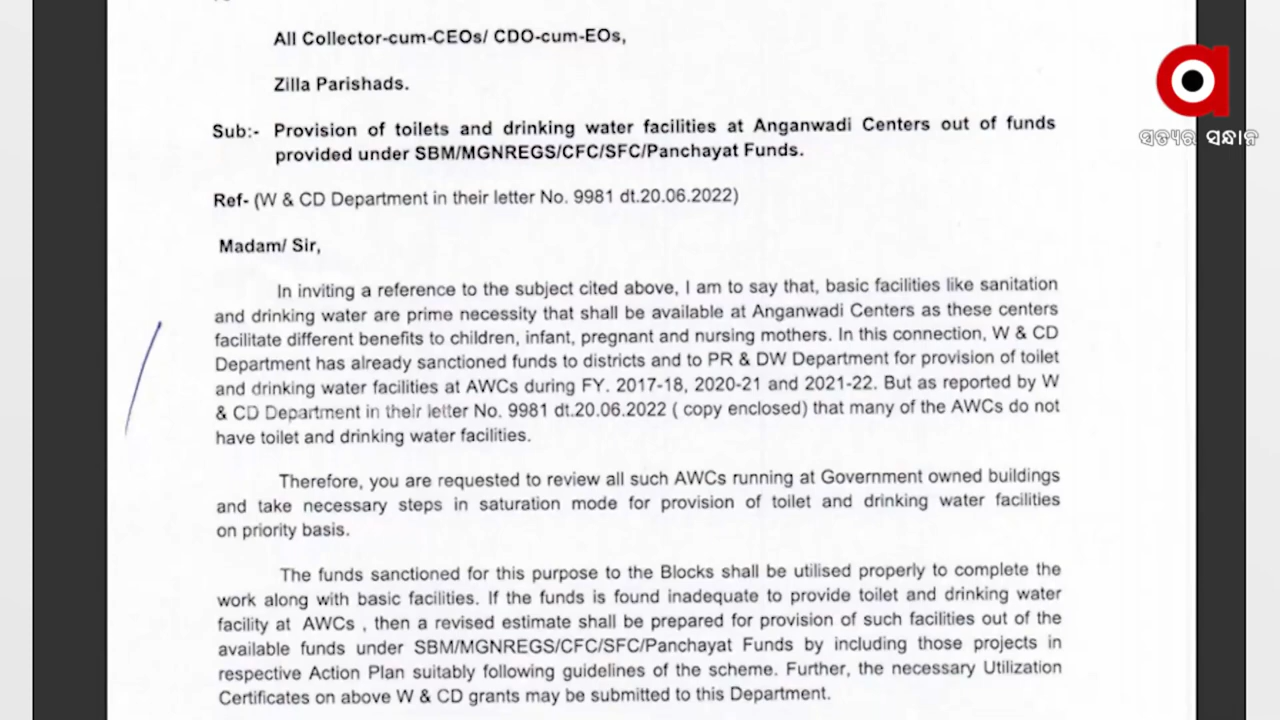 All Collector-cum-CEOs/ CDO-cum-EOs,
Zilla Parishads.
Sub:- Provision of toilets and drinking water facilities at Anganwadi Centers out of funds
provided under SBM/MGNREGS/CFC/SFC/Panchayat Funds.
Ref- (W & CD Department in their letter No. 9981 dt.20.06.2022)
Madam/ Sir,
In inviting a reference to the subject cited above, I am to say that, basic facilities like sanitation
and drinking water are prime necessity that shall be available at Anganwadi Centers as these centers
facilitate different benefits to children, infant, pregnant and nursing mothers. In this connection, W & CD
Department has already sanctioned funds to districts and to PR & DW Department for provision of toilet
and drinking water facilities at AWCs during FY. 2017-18, 2020-21 and 2021-22. But as reported by W
& CD Department in their letter No. 9981 dt.20.06.2022 ( copy enclosed) that many of the AWCs do not
have toilet and drinking water facilities.
Therefore, you are requested to review all such AWCs running at Government owned buildings
and take necessary steps in saturation mode for provision of toilet and drinking water facilities
on priority basis.
The funds sanctioned for this purpose to the Blocks shall be utilised properly to complete the
work along with basic facilities. If the funds is found inadequate to provide toilet and drinking water
facility at AWCs , then a revised estimate shall be prepared for provision of such facilities out of the
available funds under SBM/MGNREGS/CFC/SFC/Panchayat Funds by including those projects in
respective Action Plan suitably following guidelines of the scheme. Further, the necessary Utilization
Certificates on above W & CD grants may be submitted to this Department.
ସତ୍ୟର ସନ୍ଧାନ